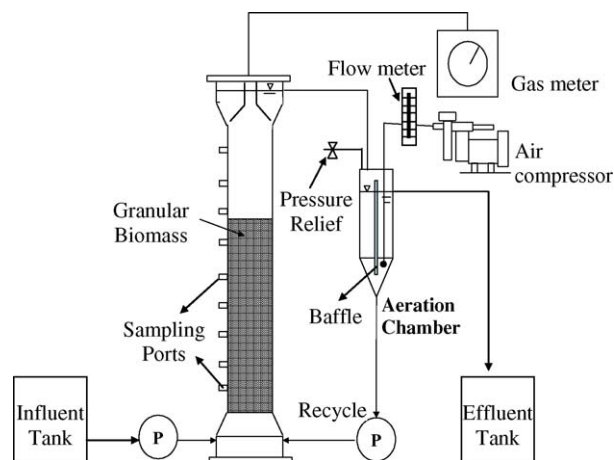 Flow meter
Gas meter
Air
compressor
Pressure
Relief
Granular
Biomass
Baffle
Aeration
Chamber
Sampling
Ports
Recycle
Influent
Tank
P
P
Effluent
Tank